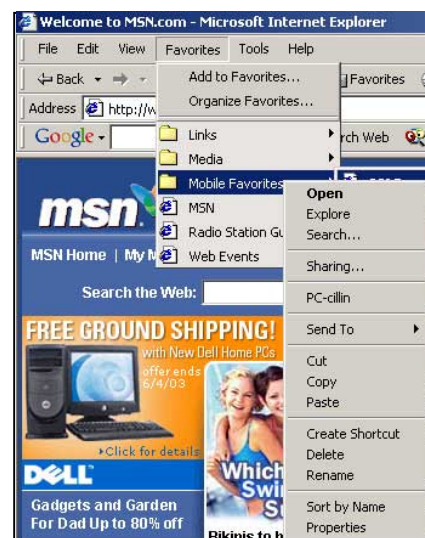 Welcome to MSN.com - Microsoft Internet Explorer
File Edit View Favorites Tools Help
Back Add to Favorites... Favorites
Organize Favorites...
Address http://w
Google Links rch Web
Media
Mobile Favorites
msn MSN
Radio Station Gu
MSN Home | My M Web Events
Open
Explore
Search...
Sharing...
PC-cillin
Send To
Cut
Copy
Paste
Create Shortcut
Delete
Rename
Sort by Name
Properties
Search the Web:
FREE GROUND SHIPPING!
with New Dell Home PCs
offer ends
6/4/03
Click for details
DELL
Which
Swi
Su
Gadgets and Garden
For Dad Up to 80% off
Bikinis to h